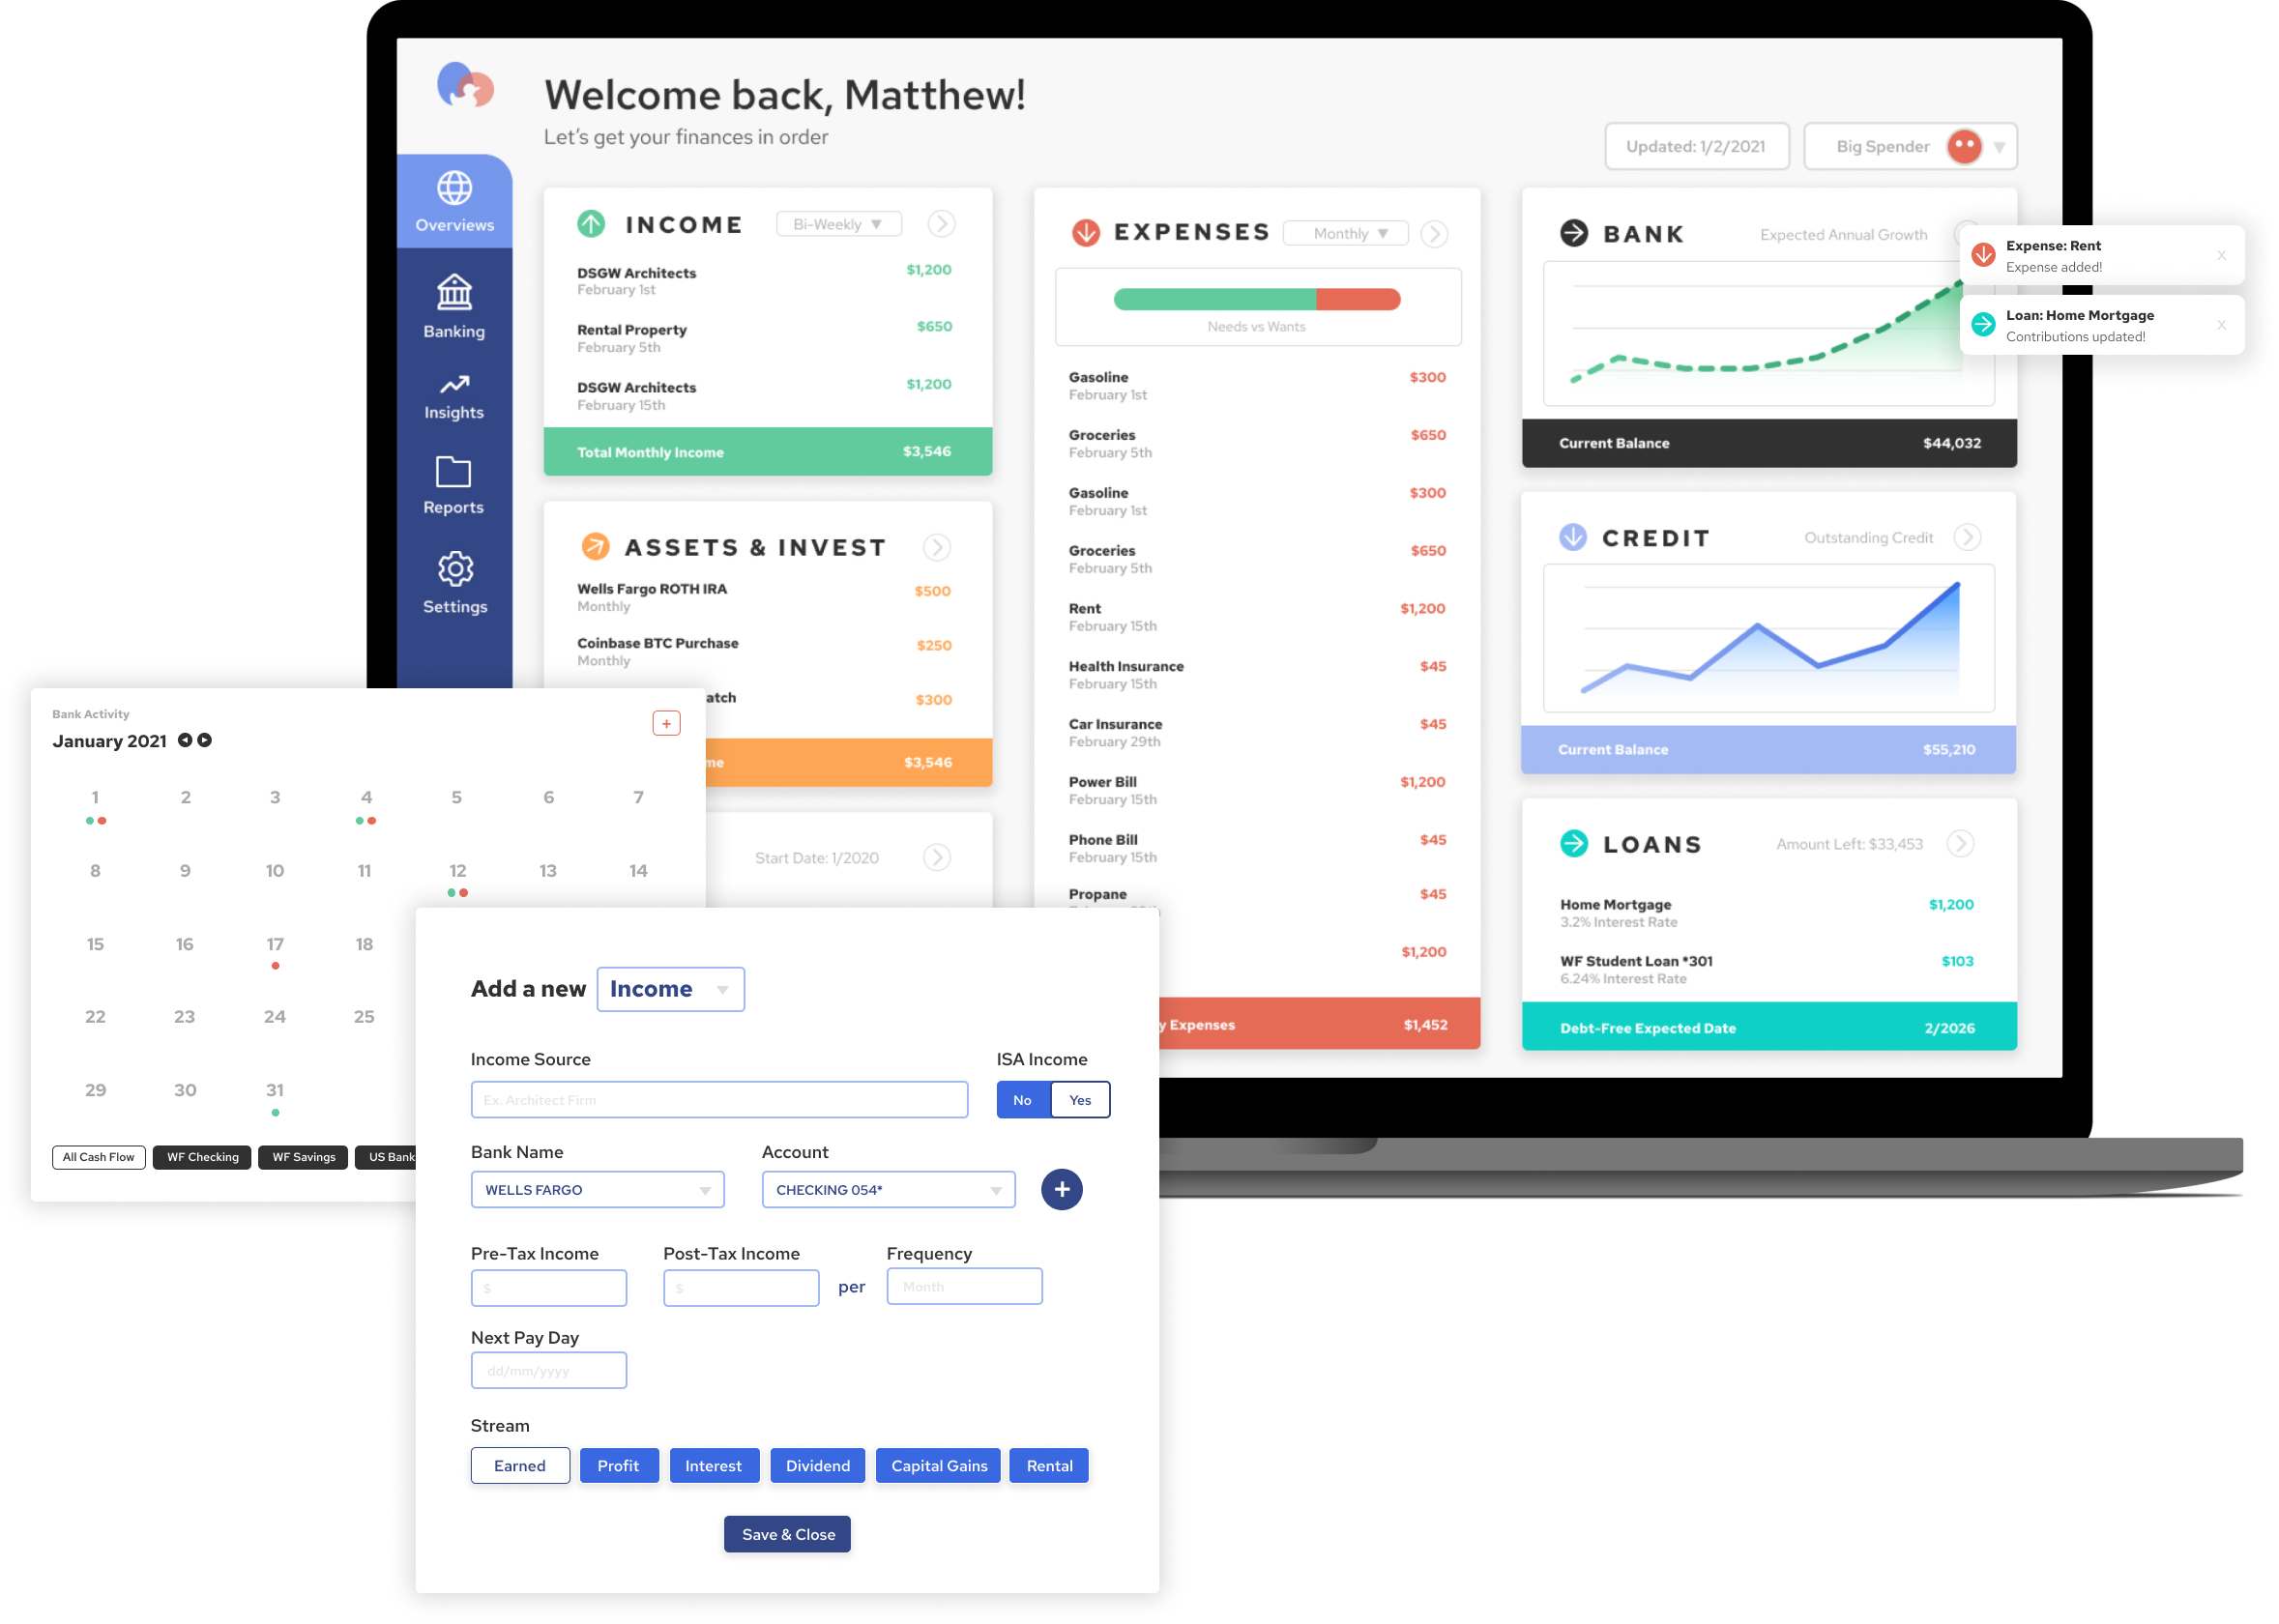 Welcome back, Matthew!
Let's get your finances in order
Updated: 1/2/2021
Big Spender
Overviews
Banking
Insights
Reports
Settings
INCOME
Bi-Weekly
DSGW Architects
$1,200
February 1st
Rental Property
$650
February 5th
DSGW Architects
$1,200
February 15th
Total Monthly Income
$3,546
ASSETS & INVEST
Wells Fargo ROTH IRA
$500
Monthly
Coinbase BTC Purchase
$250
Monthly
atch
$300
me
$3,546
Start Date: 1/2020
EXPENSES
Monthly
Needs vs Wants
Gasoline
$300
February 1st
Groceries
$650
February 5th
Gasoline
$300
February 1st
Groceries
$650
February 5th
Rent
$1,200
February 15th
Health Insurance
$45
February 15th
Car Insurance
$45
February 29th
Power Bill
$1,200
February 15th
Phone Bill
$45
February 15th
Propane
$45
$1,200
y Expenses
$1,452
BANK
Expected Annual Growth
Current Balance
$44,032
Expense: Rent
Expense added!
X
Loan: Home Mortgage
Contributions updated!
X
CREDIT
Outstanding Credit
Current Balance
$55,210
LOANS
Amount Left: $33,453
Home Mortgage
$1,200
3.2% Interest Rate
WF Student Loan *301
$103
6.24% Interest Rate
Debt-Free Expected Date
2/2026
Bank Activity
January 2021
+
1 2 3 4 5 6 7
8 9 10 11 12 13 14
15 16 17 18
22 23 24 25
29 30 31
All Cash Flow
WF Checking
WF Savings
US Bank
Add a new
Income
Income Source
ISA Income
Ex. Architect Firm
No
Yes
Bank Name
Account
WELLS FARGO
CHECKING 054*
+
Pre-Tax Income
Post-Tax Income
Frequency
$
$
per
Month
Next Pay Day
dd/mm/yyyy
Stream
Earned
Profit
Interest
Dividend
Capital Gains
Rental
Save & Close